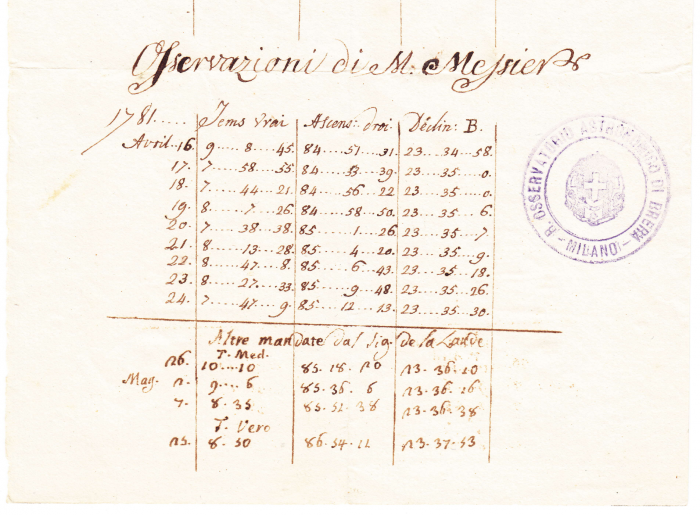 Osservazioni di M. Messier
1781..... Tems vrai Ascens: droi. Déclin: B.
Avril. 16. 9....8...45. 84....51...31. 23....34...58.
17. 7.....58...55. 84....53...39. 23....35....0.
18. 7.....44...21. 84....56...22 23....35....0.
19. 8.....7...26. 84....58...50. 23....35....6.
20. 7.....38...38. 85.....1...26. 23....35....7.
21. 8.....13...28. 85.....4...20. 23....35....9.
22. 8.....47...8. 85.....6...43. 23....35...18.
23. 8.....27...33. 85.....9...48. 23....35...26.
24. 7.....47....9. 85....12...13. 23....35...30.
Altre mandate dal Sig. de la Lande
T. Med.
26. 10....10 85.18.20 23.36.10
Mag. 2. 9....6 85.36.6 23.36.26
7. 8.35 85.51.38 23.36.38
T. Vero
25. 8.50 86.54.11 23.37.53
R. OSSERVATORIO ASTRONOMICO DI BRERA
- MILANO -